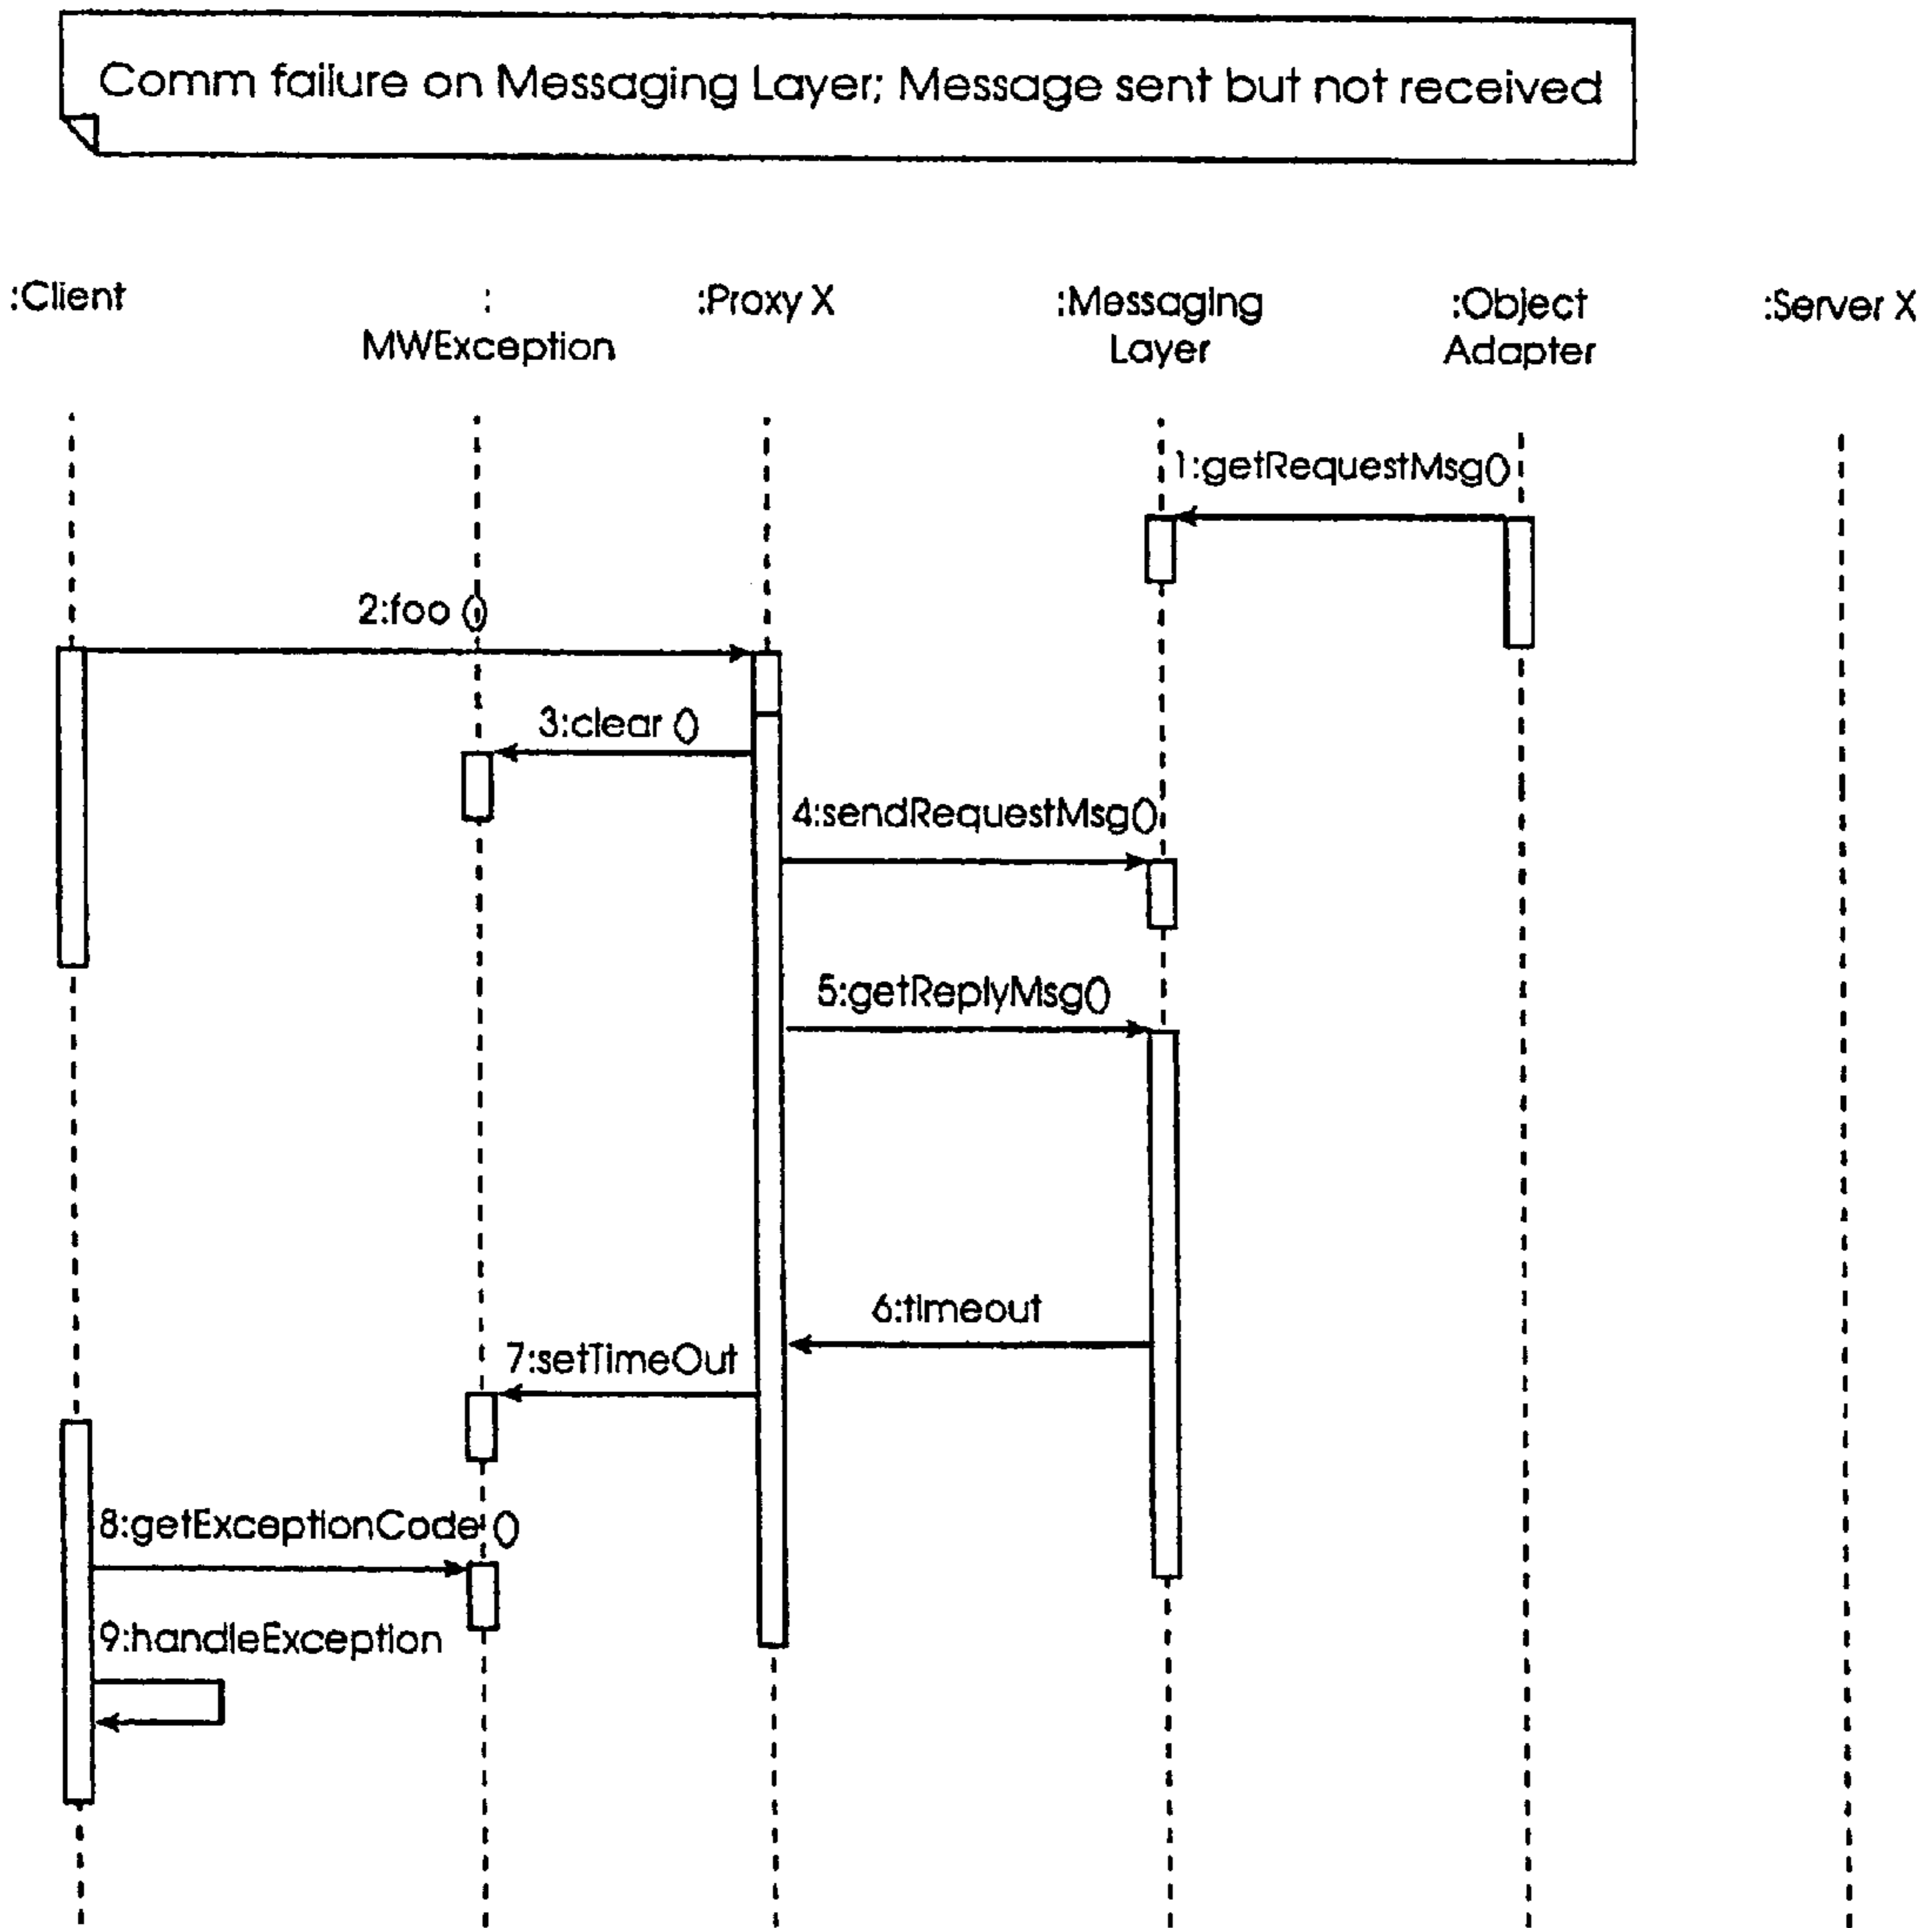 Comm failure on Messaging Layer; Message sent but not received
:Client
:
MWException
:Proxy X
:Messaging
Layer
:Object
Adapter
:Server X
1:getRequestMsg()
2:foo ()
3:clear ()
4:sendRequestMsg()
5:getReplyMsg()
6:timeout
7:setTimeOut
8:getExceptionCode ()
9:handleException